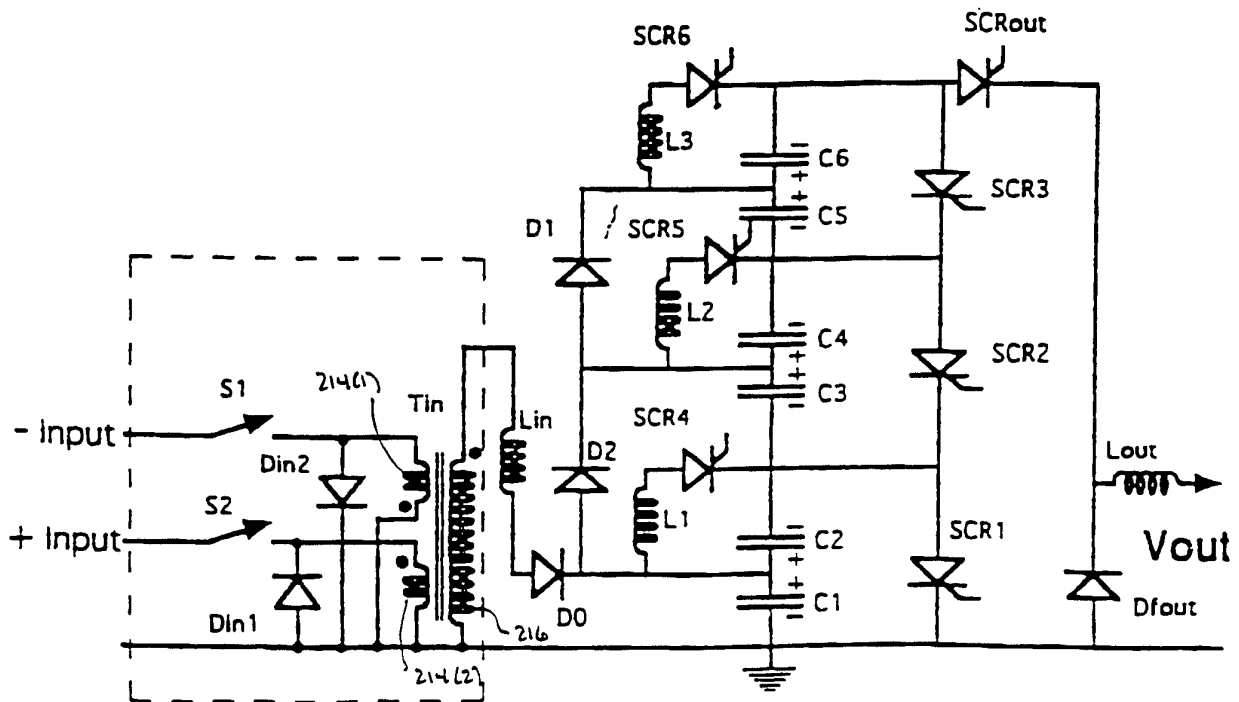 SCR6
SCRout
L3
C6
SCR3
C5
D1
SCR5
L2
C4
SCR2
C3
214(1)
Tin
S1
Lin
SCR4
- Input
Din2
D2
Lout
L1
S2
+ Input
C2
SCR1
Vout
C1
D0
Dfout
Din1
216
214(2)